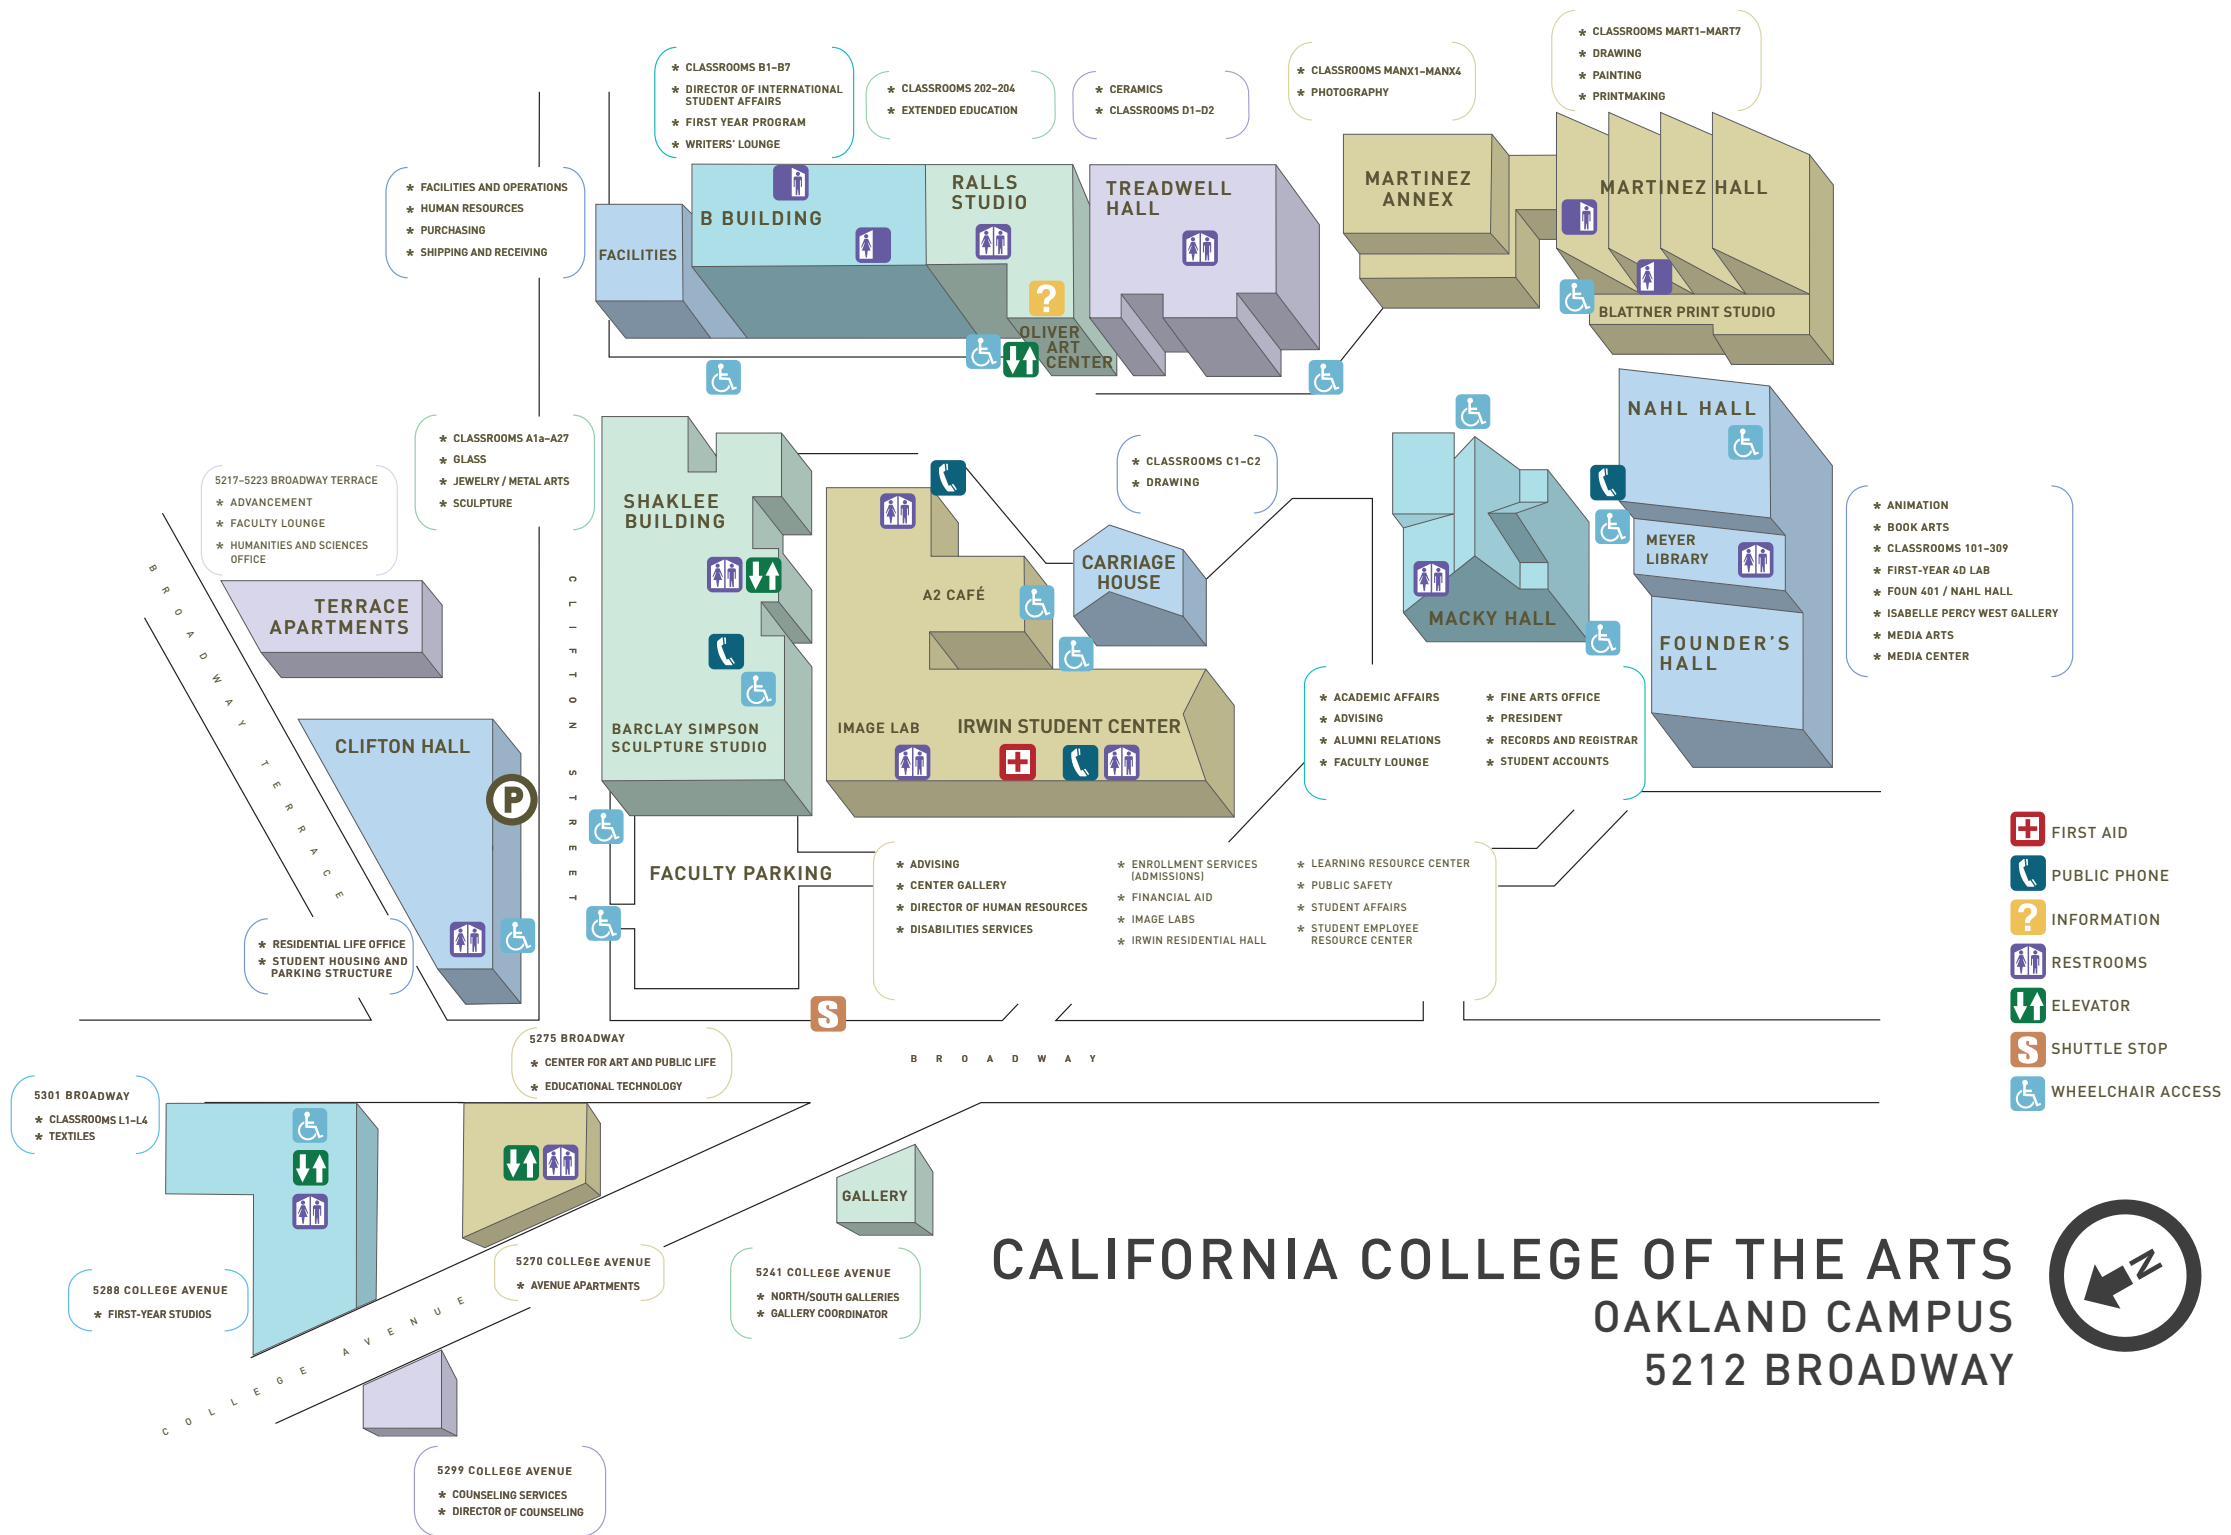 * CLASSROOMS B1–B7
* DIRECTOR OF INTERNATIONAL
STUDENT AFFAIRS
* FIRST YEAR PROGRAM
* WRITERS' LOUNGE
* CLASSROOMS 202–204
* EXTENDED EDUCATION
* CERAMICS
* CLASSROOMS D1–D2
* CLASSROOMS MANX1–MANX4
* PHOTOGRAPHY
* CLASSROOMS MART1–MART7
* DRAWING
* PAINTING
* PRINTMAKING
* FACILITIES AND OPERATIONS
* HUMAN RESOURCES
* PURCHASING
* SHIPPING AND RECEIVING
FACILITIES
B BUILDING
RALLS
STUDIO
OLIVER
ART
CENTER
?
TREADWELL
HALL
MARTINEZ
ANNEX
MARTINEZ HALL
BLATTNER PRINT STUDIO
* CLASSROOMS A1a–A27
* GLASS
* JEWELRY / METAL ARTS
* SCULPTURE
5217–5223 BROADWAY TERRACE
* ADVANCEMENT
* FACULTY LOUNGE
* HUMANITIES AND SCIENCES
OFFICE
TERRACE
APARTMENTS
BROADWAY TERRACE
CLIFTON STREET
CLIFTON HALL
P
* RESIDENTIAL LIFE OFFICE
* STUDENT HOUSING AND
PARKING STRUCTURE
SHAKLEE
BUILDING
BARCLAY SIMPSON
SCULPTURE STUDIO
A2 CAFÉ
IMAGE LAB
IRWIN STUDENT CENTER
* CLASSROOMS C1–C2
* DRAWING
CARRIAGE
HOUSE
MACKY HALL
NAHL HALL
MEYER
LIBRARY
FOUNDER'S
HALL
* ANIMATION
* BOOK ARTS
* CLASSROOMS 101–309
* FIRST-YEAR 4D LAB
* FOUN 401 / NAHL HALL
* ISABELLE PERCY WEST GALLERY
* MEDIA ARTS
* MEDIA CENTER
* ACADEMIC AFFAIRS
* ADVISING
* ALUMNI RELATIONS
* FACULTY LOUNGE
* FINE ARTS OFFICE
* PRESIDENT
* RECORDS AND REGISTRAR
* STUDENT ACCOUNTS
FACULTY PARKING
* ADVISING
* CENTER GALLERY
* DIRECTOR OF HUMAN RESOURCES
* DISABILITIES SERVICES
* ENROLLMENT SERVICES
(ADMISSIONS)
* FINANCIAL AID
* IMAGE LABS
* IRWIN RESIDENTIAL HALL
* LEARNING RESOURCE CENTER
* PUBLIC SAFETY
* STUDENT AFFAIRS
* STUDENT EMPLOYEE
RESOURCE CENTER
S
BROADWAY
FIRST AID
PUBLIC PHONE
? INFORMATION
RESTROOMS
ELEVATOR
S SHUTTLE STOP
WHEELCHAIR ACCESS
5275 BROADWAY
* CENTER FOR ART AND PUBLIC LIFE
* EDUCATIONAL TECHNOLOGY
5301 BROADWAY
* CLASSROOMS L1–L4
* TEXTILES
5288 COLLEGE AVENUE
* FIRST-YEAR STUDIOS
COLLEGE AVENUE
5270 COLLEGE AVENUE
* AVENUE APARTMENTS
GALLERY
5241 COLLEGE AVENUE
* NORTH/SOUTH GALLERIES
* GALLERY COORDINATOR
5299 COLLEGE AVENUE
* COUNSELING SERVICES
* DIRECTOR OF COUNSELING
CALIFORNIA COLLEGE OF THE ARTS
OAKLAND CAMPUS
5212 BROADWAY
N